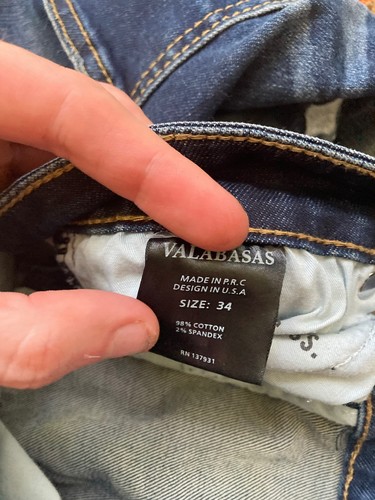 VALABASAS
MADE IN P.R.C
DESIGN IN U.S.A
SIZE: 34
98% COTTON
2% SPANDEX
RN 137931